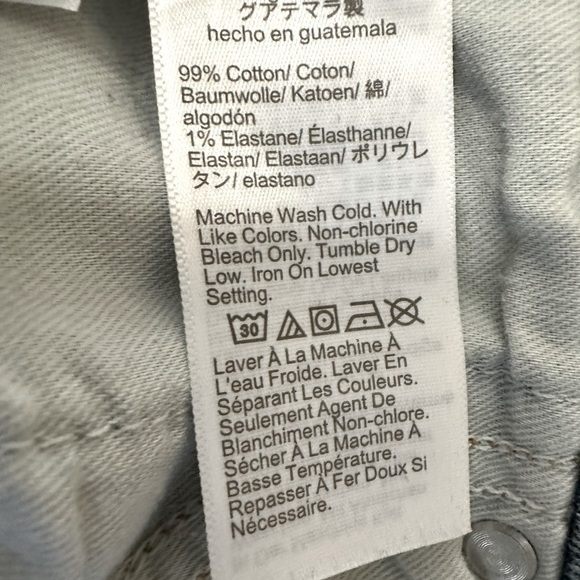 グアテマラ製
hecho en guatemala
99% Cotton/ Coton/
Baumwolle/ Katoen/ 綿/
algodón
1% Elastane/ Élasthanne/
Elastan/ Elastaan/ ポリウレ
タン/ elastano
Machine Wash Cold. With
Like Colors. Non-chlorine
Bleach Only. Tumble Dry
Low. Iron On Lowest
Setting.
30
Laver À La Machine À
L'eau Froide. Laver En
Séparant Les Couleurs.
Seulement Agent De
Blanchiment Non-chlore.
Sécher À La Machine À
Basse Température.
Repasser À Fer Doux Si
Nécessaire.